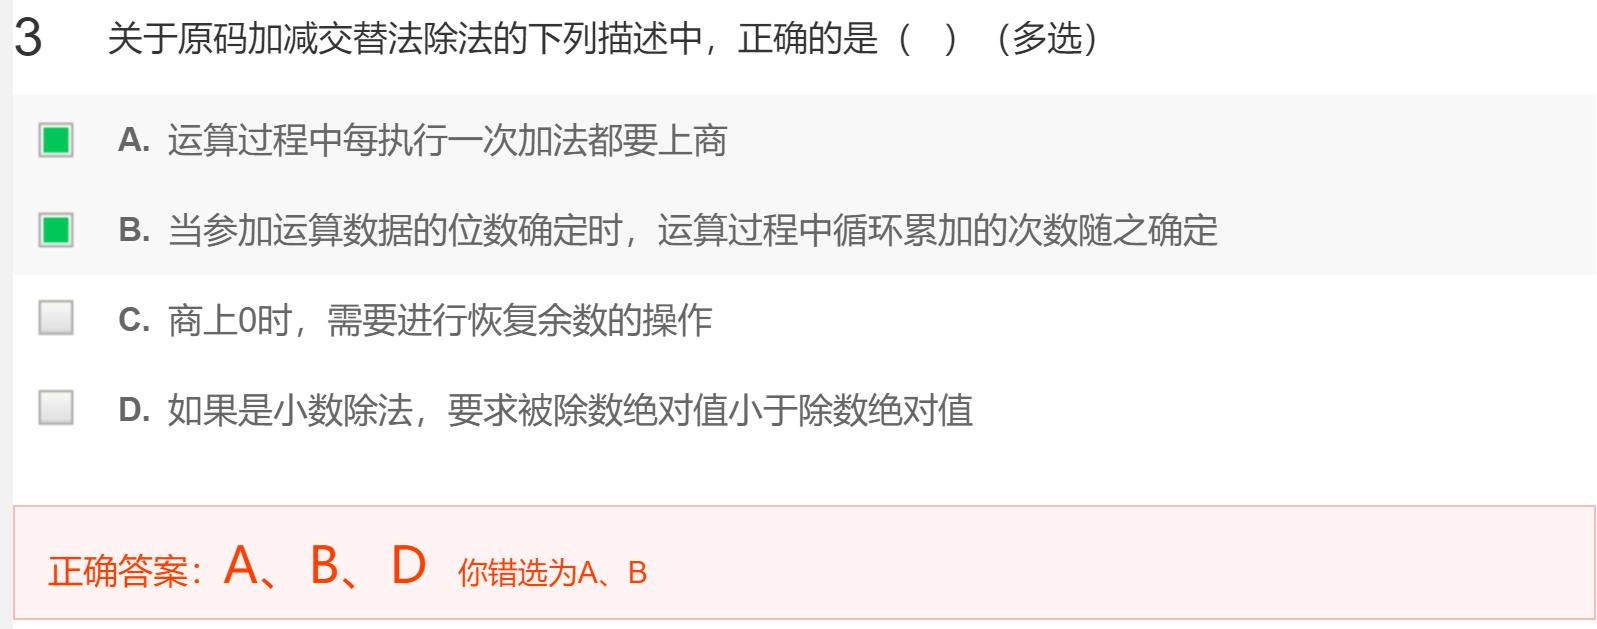 3 关于原码加减交替法除法的下列描述中，正确的是（ ）（多选）
A. 运算过程中每执行一次加法都要上商
B. 当参加运算数据的位数确定时，运算过程中循环累加的次数随之确定
C. 商上0时，需要进行恢复余数的操作
D. 如果是小数除法，要求被除数绝对值小于除数绝对值
正确答案：A、B、D 你错选为A、B